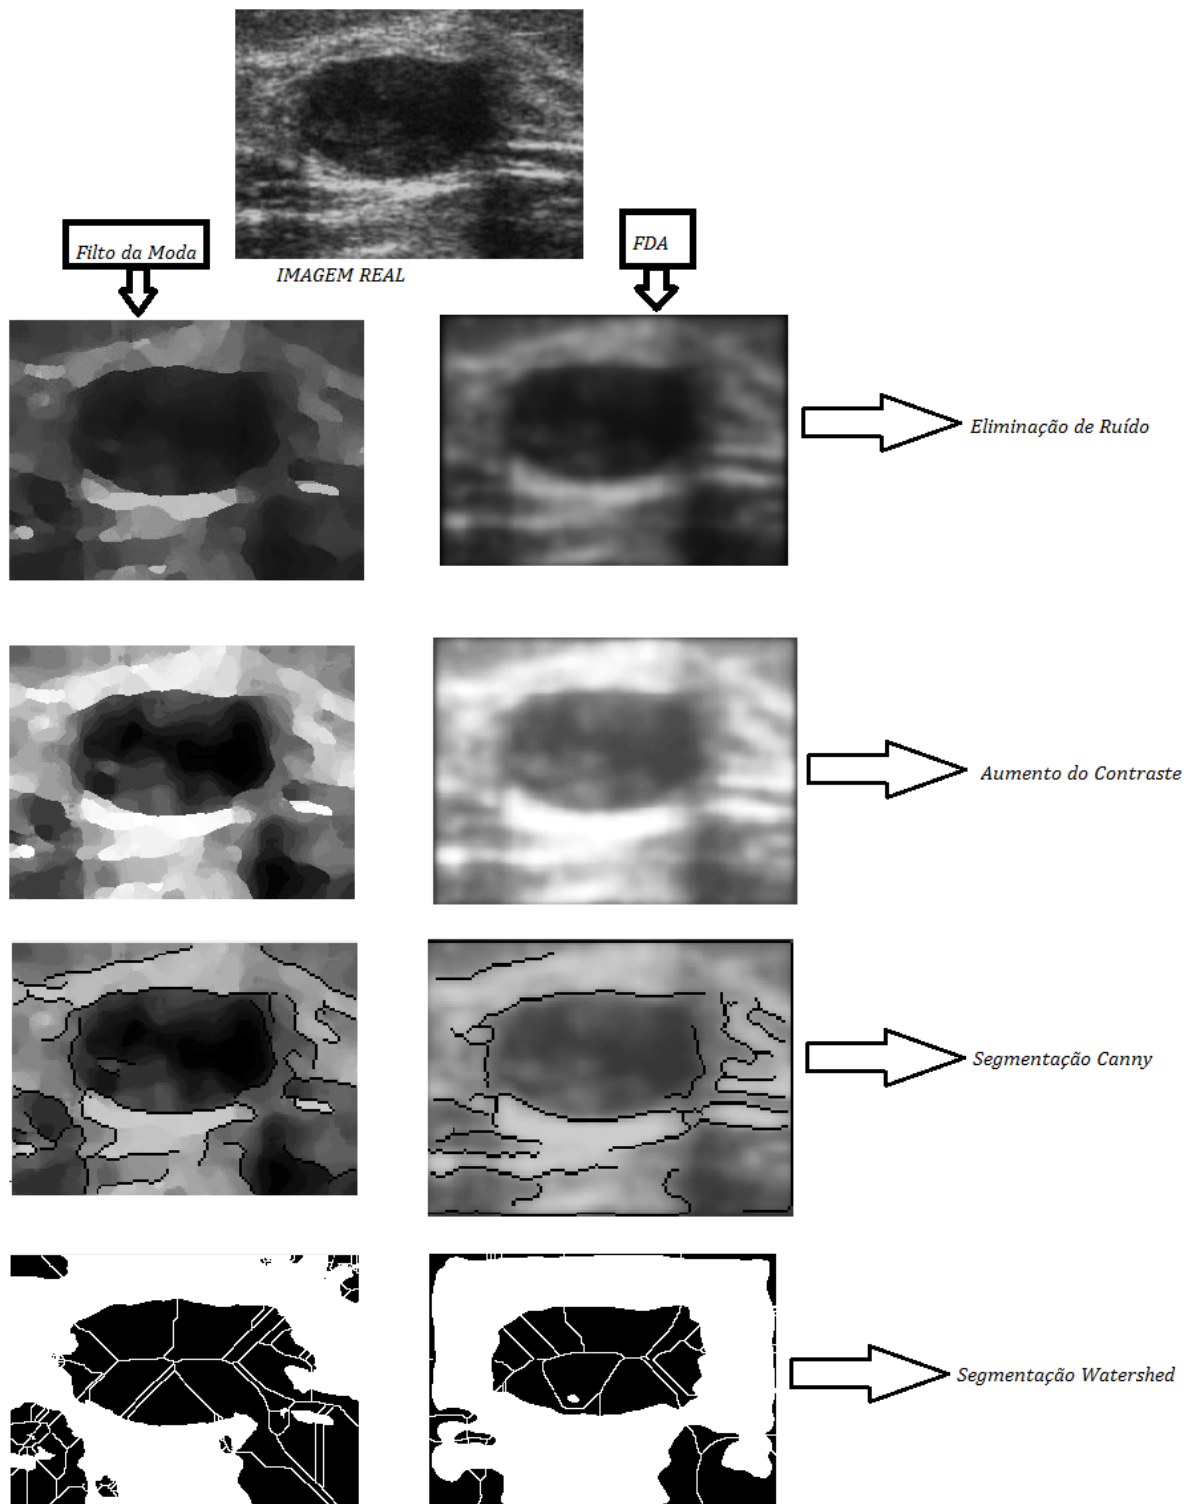 Filto da Moda
FDA
IMAGEM REAL
Eliminação de Ruído
Aumento do Contraste
Segmentação Canny
Segmentação Watershed